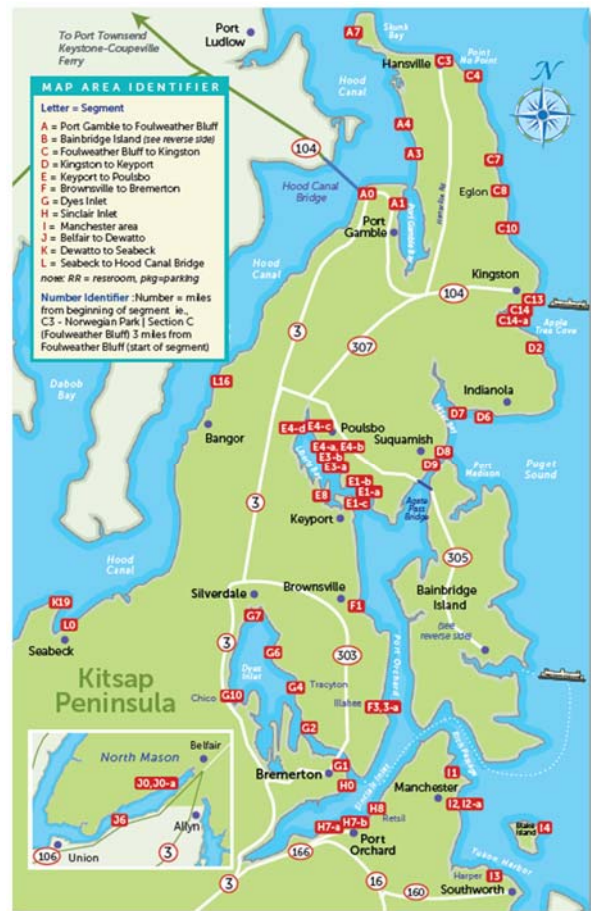 To Port Townsend
Keystone-Coupeville
Ferry
Port
Ludlow
Skunk
Bay
A7
Hansville
C3
Point
No Point
C4
N
Hood
Canal
MAP AREA IDENTIFIER
Letter = Segment
A = Port Gamble to Foulweather Bluff
B = Bainbridge Island (see reverse side)
C = Foulweather Bluff to Kingston
D = Kingston to Keyport
E = Keyport to Poulsbo
F = Brownsville to Bremerton
G = Dyes Inlet
H = Sinclair Inlet
I = Manchester area
J = Belfair to Dewatto
K = Dewatto to Seabeck
L = Seabeck to Hood Canal Bridge
note: RR = restroom, pkg=parking
Number Identifier :Number = miles
from beginning of segment ie.,
C3 - Norwegian Park | Section C
(Foulweather Bluff) 3 miles from
Foulweather Bluff (start of segment)
A4
A3
104
Hood Canal
Bridge
A0
A1
Port
Gamble
Port Gamble Bay
C7
Eglon
C8
C10
Hood
Canal
Kingston
104
C13
C14
C14-a
Apple
Tree Cove
D2
3
307
Dabob
Bay
L16
Bangor
Indianola
D7
D6
E4-d
E4-c
Poulsbo
Suquamish
E4-a, E4-b
E3-b
E3-a
Liberty Bay
D8
D9
Port
Madison
Puget
Sound
E1-b
E1-a
E1-c
E8
Keyport
Agate
Pass
Bridge
3
305
Hood
Canal
Silverdale
Brownsville
F1
Bainbridge
Island
(see
reverse side)
K19
L0
Seabeck
G7
3
303
Port Orchard
G6
Dyes
Inlet
Kitsap
Peninsula
Chico
G10
G4
Tracyton
Illahee
F3, 3-a
G2
Rich Passage
G1
Bremerton
H0
Sinclair Inlet
Manchester
I1
I2, I2-a
H8
Retsil
H7-a
H7-b
Port
Orchard
Blake
Island
I4
Yukon Harbor
Harper
I3
Southworth
166
3
16
160
North Mason
Belfair
J0, J0-a
J6
Allyn
106
Union
3